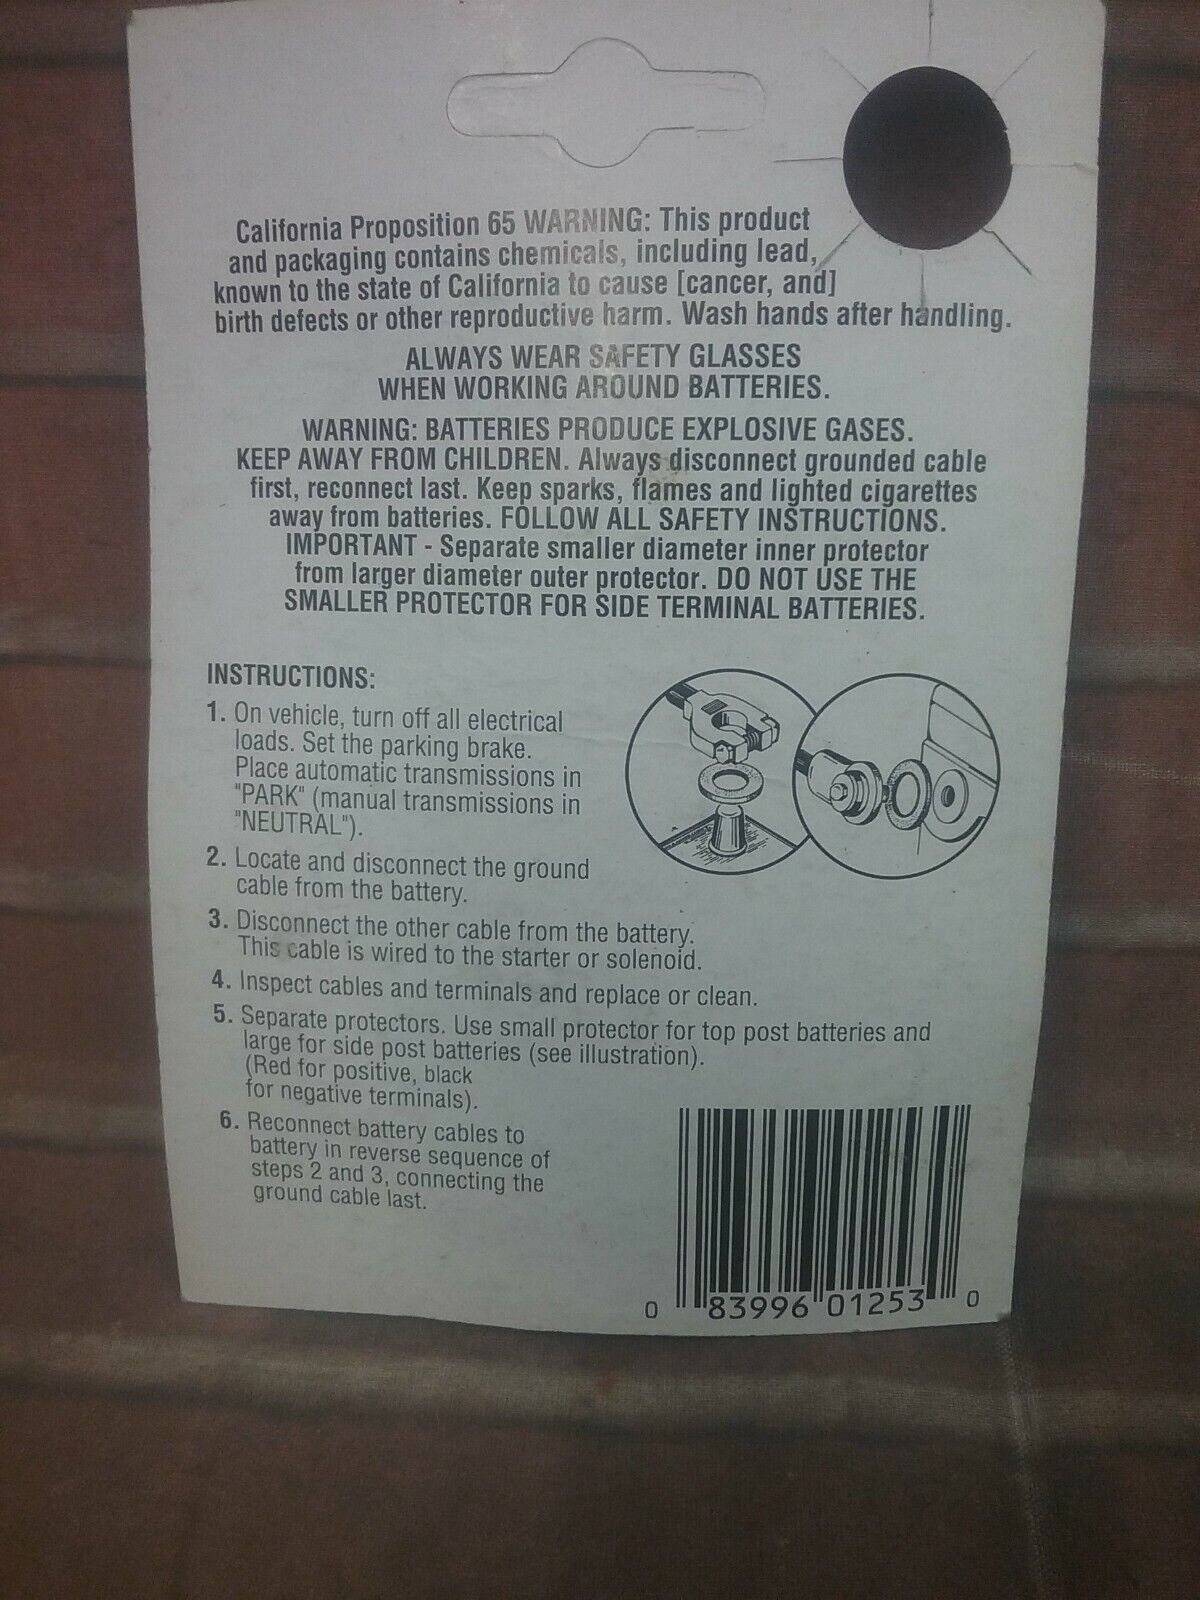 California Proposition 65 WARNING: This product
and packaging contains chemicals, including lead,
known to the state of California to cause [cancer, and]
birth defects or other reproductive harm. Wash hands after handling.
ALWAYS WEAR SAFETY GLASSES
WHEN WORKING AROUND BATTERIES.
WARNING: BATTERIES PRODUCE EXPLOSIVE GASES.
KEEP AWAY FROM CHILDREN. Always disconnect grounded cable
first, reconnect last. Keep sparks, flames and lighted cigarettes
away from batteries. FOLLOW ALL SAFETY INSTRUCTIONS.
IMPORTANT - Separate smaller diameter inner protector
from larger diameter outer protector. DO NOT USE THE
SMALLER PROTECTOR FOR SIDE TERMINAL BATTERIES.
INSTRUCTIONS:
1. On vehicle, turn off all electrical
loads. Set the parking brake.
Place automatic transmissions in
"PARK" (manual transmissions in
"NEUTRAL").
2. Locate and disconnect the ground
cable from the battery.
3. Disconnect the other cable from the battery.
This cable is wired to the starter or solenoid.
4. Inspect cables and terminals and replace or clean.
5. Separate protectors. Use small protector for top post batteries and
large for side post batteries (see illustration).
(Red for positive, black
for negative terminals).
6. Reconnect battery cables to
battery in reverse sequence of
steps 2 and 3, connecting the
ground cable last.
0 83996 01253 0